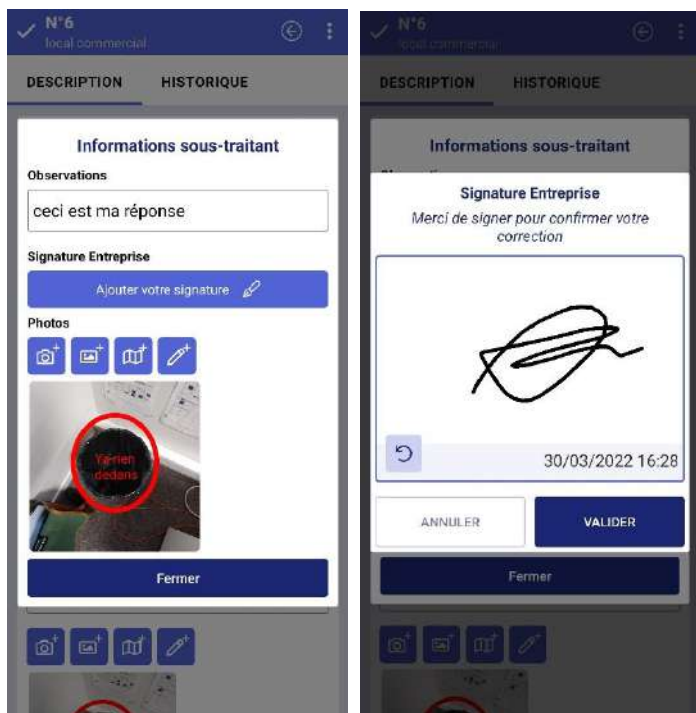 N°6
local commercial
DESCRIPTION HISTORIQUE
Informations sous-traitant
Observations
ceci est ma réponse
Signature Entreprise
Ajouter votre signature
Photos
Ya rien
dedans
Fermer
N°6
local commercial
DESCRIPTION HISTORIQUE
Informations sous-traitant
Signature Entreprise
Merci de signer pour confirmer votre
correction
30/03/2022 16:28
ANNULER VALIDER
Fermer